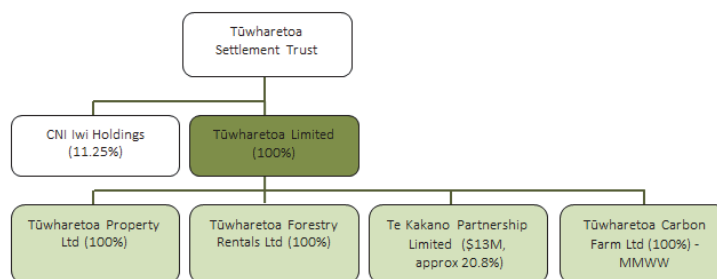 Tūwharetoa
Settlement Trust
CNI Iwi Holdings
(11.25%)
Tūwharetoa Limited
(100%)
Tūwharetoa Property
Ltd (100%)
Tūwharetoa Forestry
Rentals Ltd (100%)
Te Kakano Partnership
Limited ($13M,
approx 20.8%)
Tūwharetoa Carbon
Farm Ltd (100%) -
MMWW